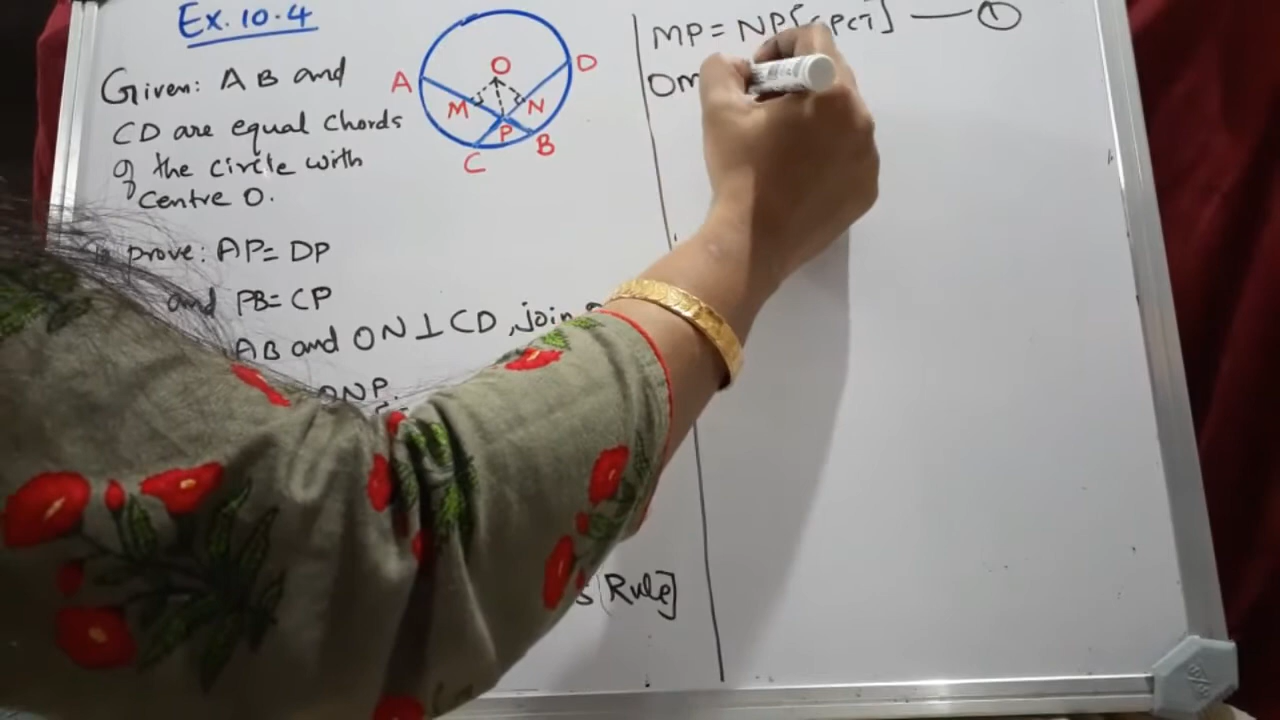 Ex. 10.4
Given: AB and
CD are equal chords
of the circle with
Centre O.
prove: AP = DP
and PB = CP
AB and ON ⊥ CD, join
ONP.
Rule]
A
O
D
M
N
P
B
C
MP = NP [CPCT] — ①
OM